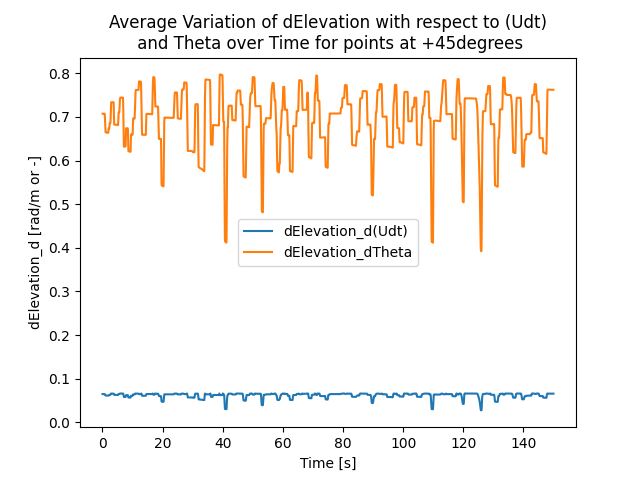 Average Variation of dElevation with respect to (Udt)
and Theta over Time for points at +45degrees
dElevation_d [rad/m or -]
0.8
0.7
0.6
0.5
0.4
0.3
0.2
0.1
0.0
dElevation_d(Udt)
dElevation_dTheta
0 20 40 60 80 100 120 140
Time [s]